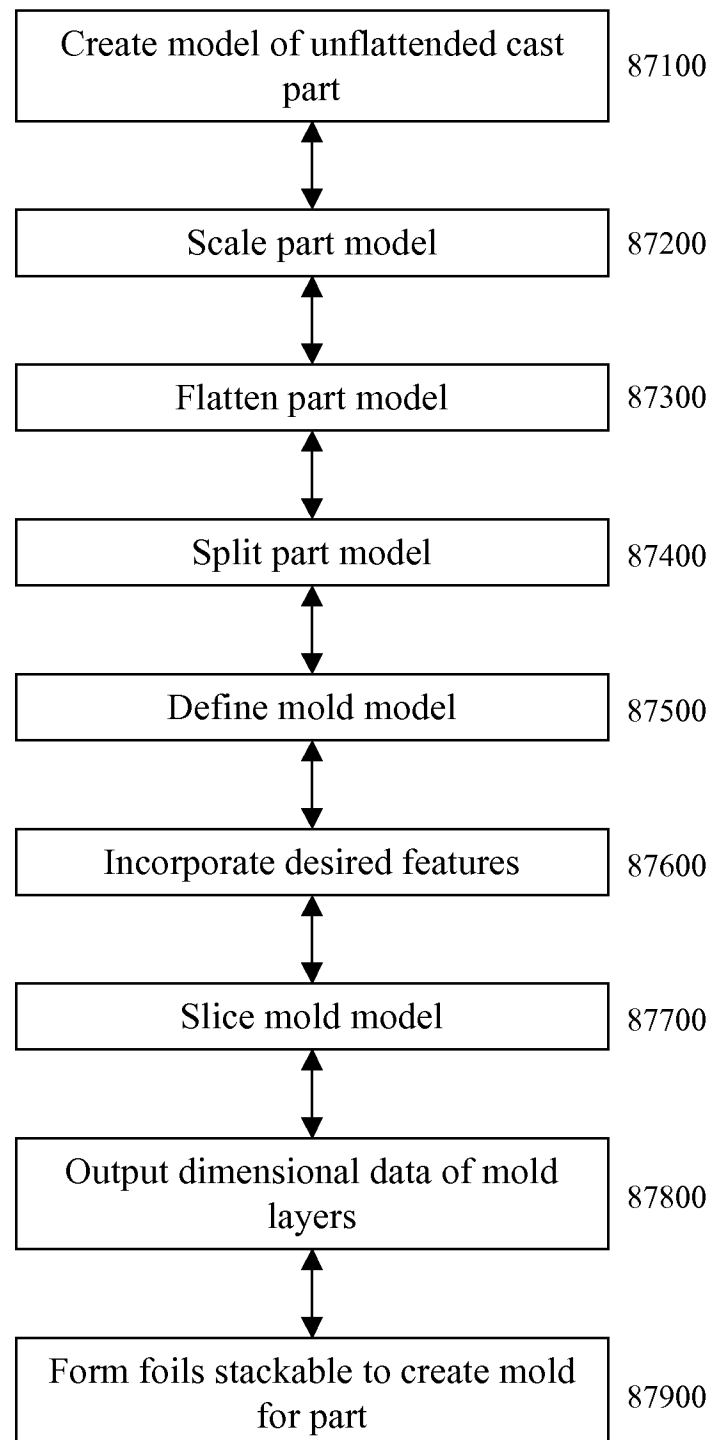 Create model of unflattended cast
part
87100
Scale part model
87200
Flatten part model
87300
Split part model
87400
Define mold model
87500
Incorporate desired features
87600
Slice mold model
87700
Output dimensional data of mold
layers
87800
Form foils stackable to create mold
for part
87900